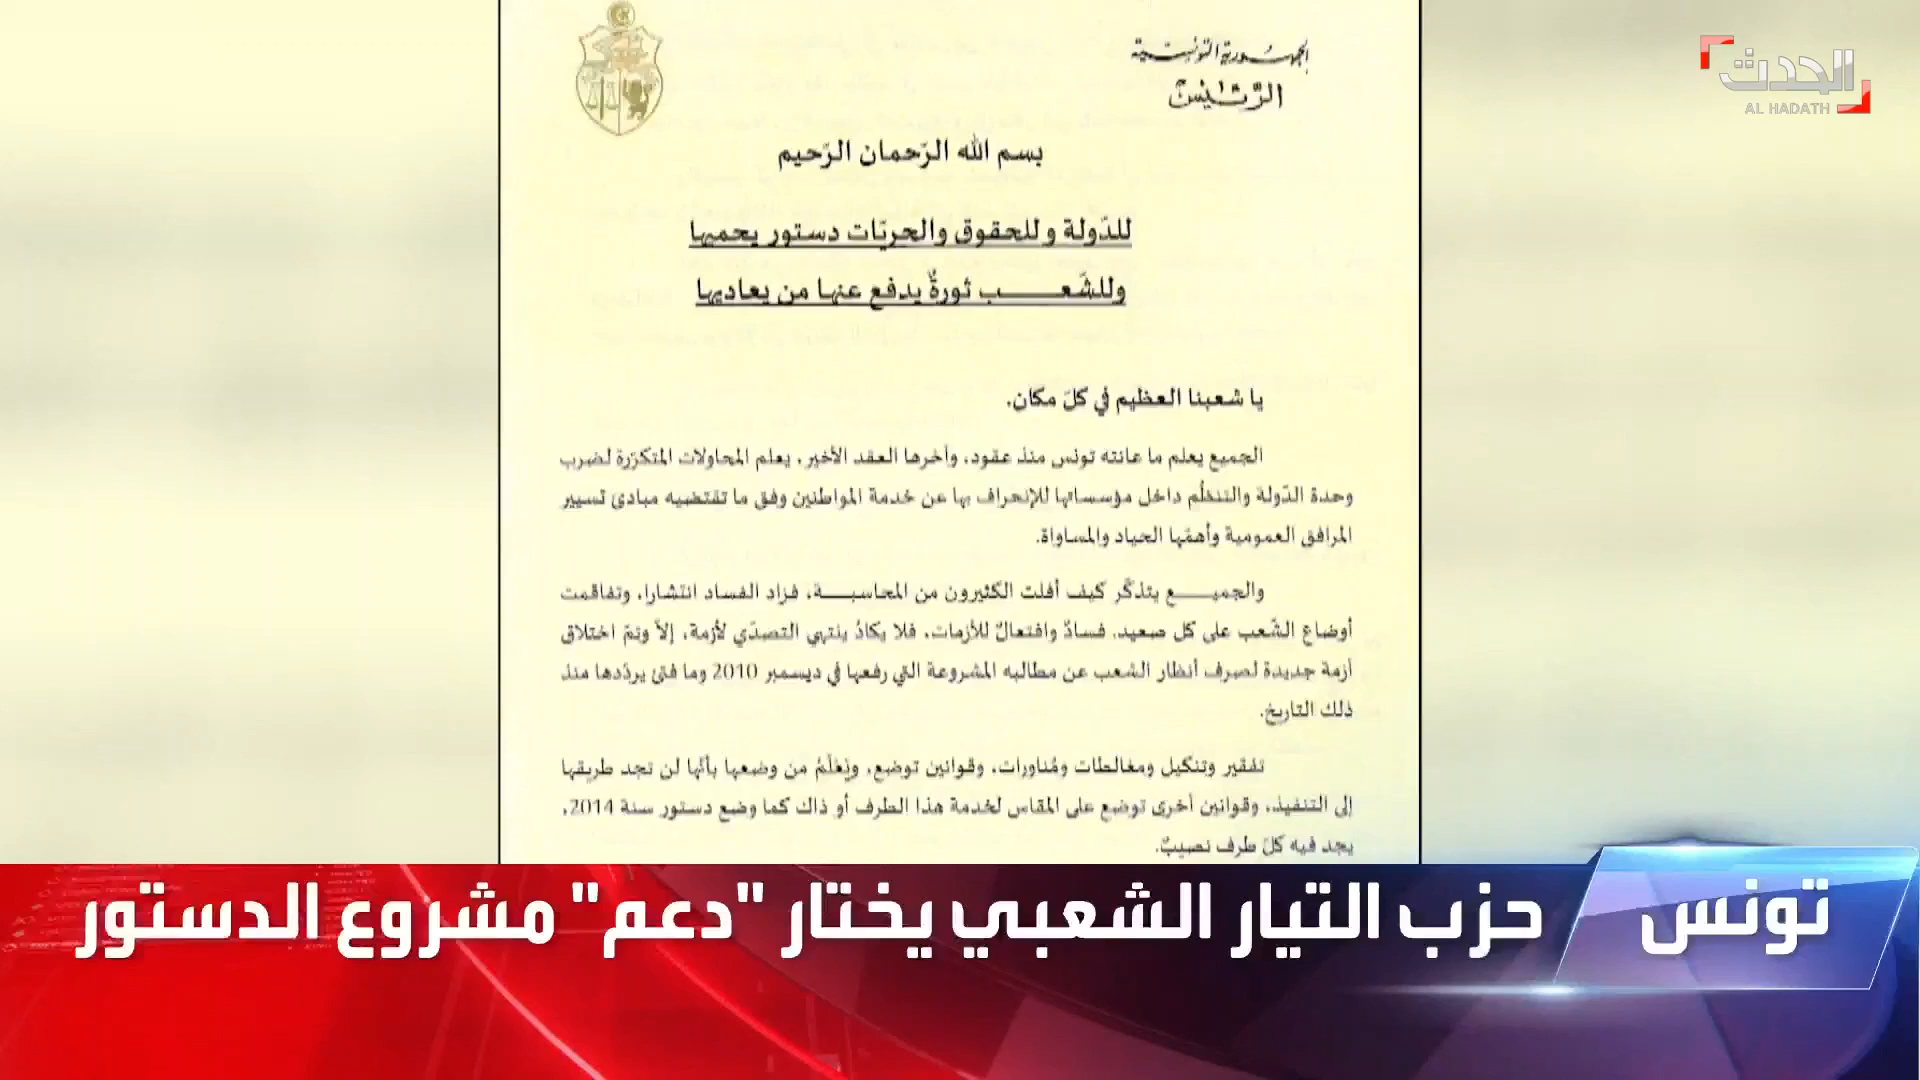 الجمهورية التونسية
الرئيس
الحدث
AL HADATH
بسم الله الرّحمان الرّحيم
للدّولة وللحقوق والحريّات دستور يحميها
وللشّعب ثورةٌ يدفع عنها من يعاديها
يا شعبنا العظيم في كلّ مكان.
الجميع يعلم ما عانته تونس منذ عقود، وآخرها العقد الأخير، يعلم المحاولات المتكرّرة لضرب
وحدة الدّولة والتنظّم داخل مؤسساتها للإنحراف بها عن خدمة المواطنين وفق ما تقتضيه مبادئ تسيير
المرافق العمومية وأهمّها الحياد والمساواة.
والجميع يتذكّر كيف أفلت الكثيرون من المحاسبة، فزاد الفساد انتشارا، وتفاقمت
أوضاع الشّعب على كل صعيد. فسادٌ وافتعالٌ للأزمات، فلا يكادُ ينتهي التصدّي لأزمة، إلاّ وتمّ اختلاق
أزمة جديدة لصرف أنظار الشعب عن مطالبه المشروعة التي رفعها في ديسمبر 2010 وما فتئ يردّدها منذ
ذلك التاريخ.
تفقير وتنكيل ومغالطات ومُناورات، وقوانين توضع، ويَعْلَمُ من وضعها بأنّها لن تجد طريقها
إلى التنفيذ، وقوانين أخرى توضع على المقاس لخدمة هذا الطرف أو ذاك كما وضع دستور سنة 2014،
يجد فيه كلّ طرف نصيبٌ.
تونس
حزب التيار الشعبي يختار "دعم" مشروع الدستور